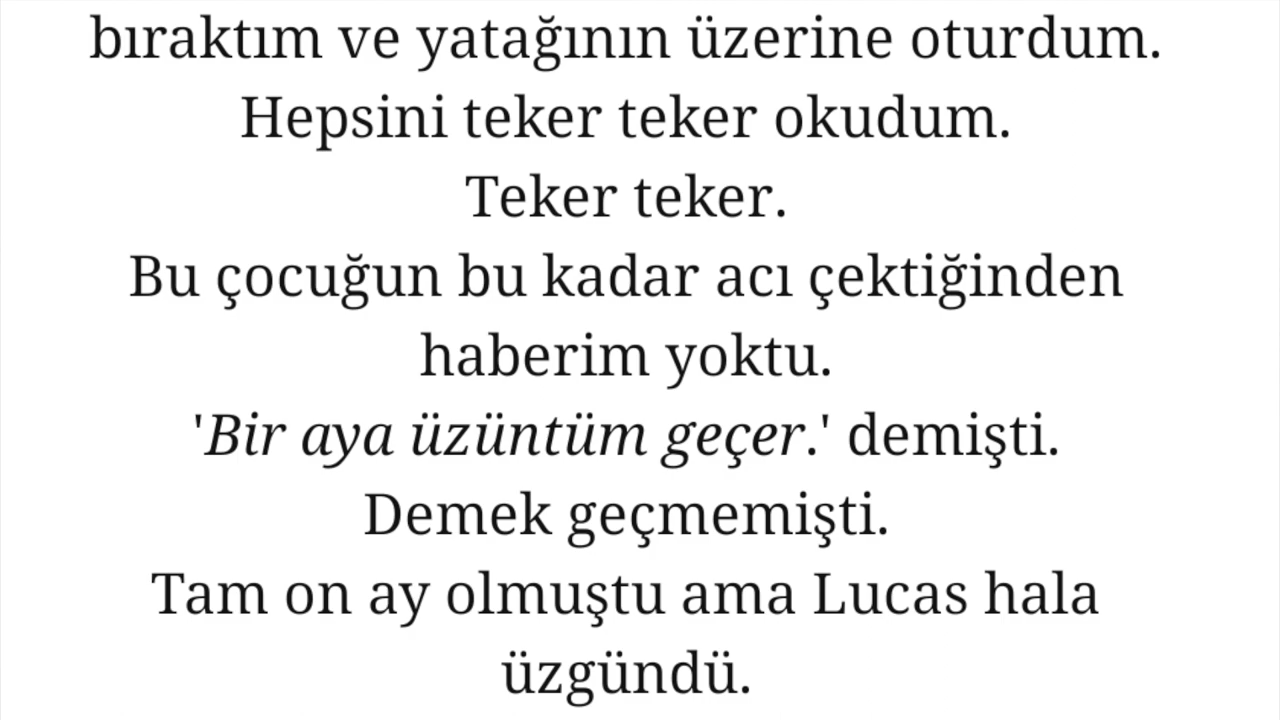 bıraktım ve yatağının üzerine oturdum.
Hepsini teker teker okudum.
Teker teker.
Bu çocuğun bu kadar acı çektiğinden
haberim yoktu.
'Bir aya üzüntüm geçer.' demişti.
Demek geçmemişti.
Tam on ay olmuştu ama Lucas hala
üzgündü.